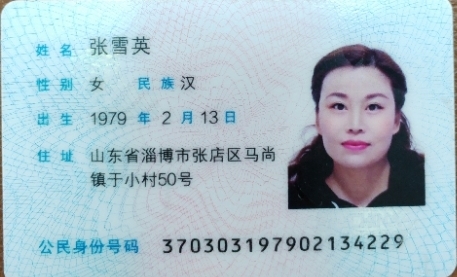 姓名 张雪英
性别 女 民族 汉
出生 1979 年 2 月 13 日
住址 山东省淄博市张店区马尚
镇于小村50号
公民身份号码 370303197902134229